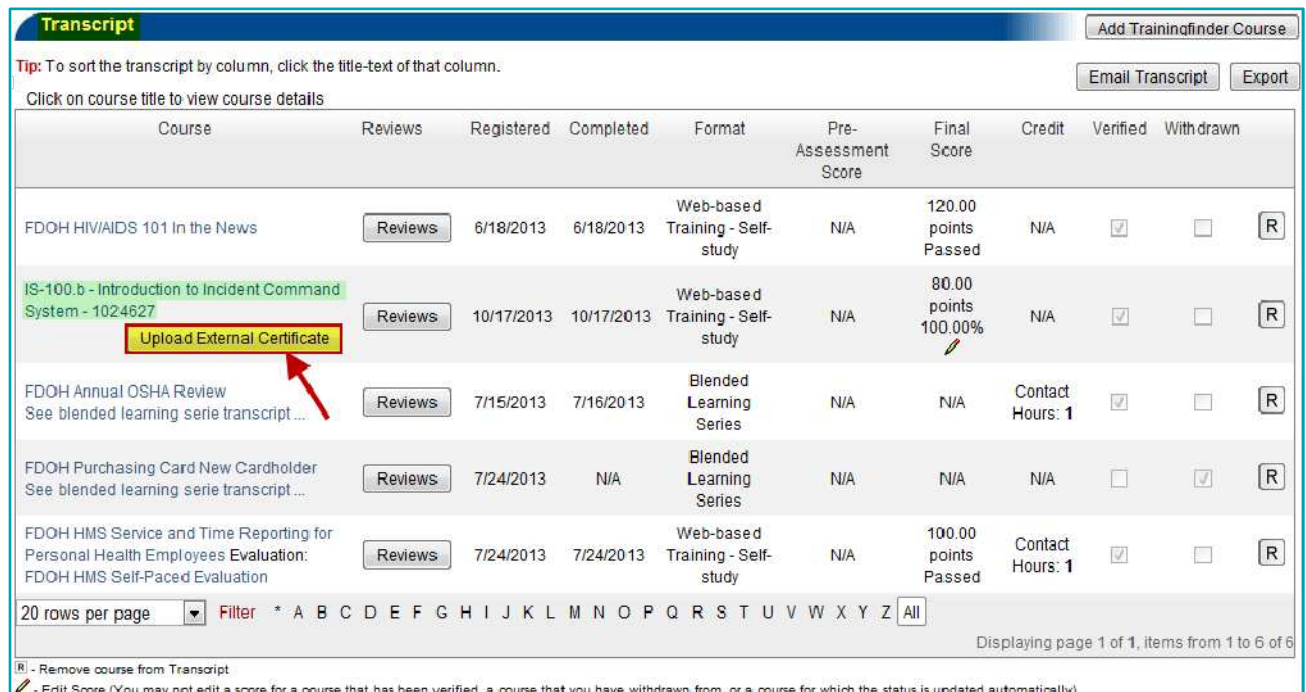 Transcript
Add Trainingfinder Course
Tip: To sort the transcript by column, click the title-text of that column.
Email Transcript Export
Click on course title to view course details
Course Reviews Registered Completed Format Pre- Final Credit Verified Withdrawn
Assessment Score
Score
Web-based 120.00
FDOH HIV/AIDS 101 In the News Reviews 6/18/2013 6/18/2013 Training - Self- N/A points N/A R
study Passed
IS-100.b - Introduction to Incident Command 80.00
System - 1024627 Web-based points
Reviews 10/17/2013 10/17/2013 Training - Self- N/A 100.00% N/A R
Upload External Certificate study
Blended
FDOH Annual OSHA Review Reviews 7/15/2013 7/16/2013 Learning N/A N/A Contact R
See blended learning serie transcript ... Series Hours: 1
Blended
FDOH Purchasing Card New Cardholder Reviews 7/24/2013 N/A Learning N/A N/A N/A R
See blended learning serie transcript ... Series
FDOH HMS Service and Time Reporting for Web-based 100.00
Personal Health Employees Evaluation: Reviews 7/24/2013 7/24/2013 Training - Self- N/A points Contact R
FDOH HMS Self-Paced Evaluation study Passed Hours: 1
20 rows per page Filter * A B C D E F G H I J K L M N O P Q R S T U V W X Y Z All
Displaying page 1 of 1, items from 1 to 6 of 6
R - Remove course from Transcript
- Edit Score (You may not edit a score for a course that has been verified, a course that you have withdrawn from, or a course for which the status is updated automatically)